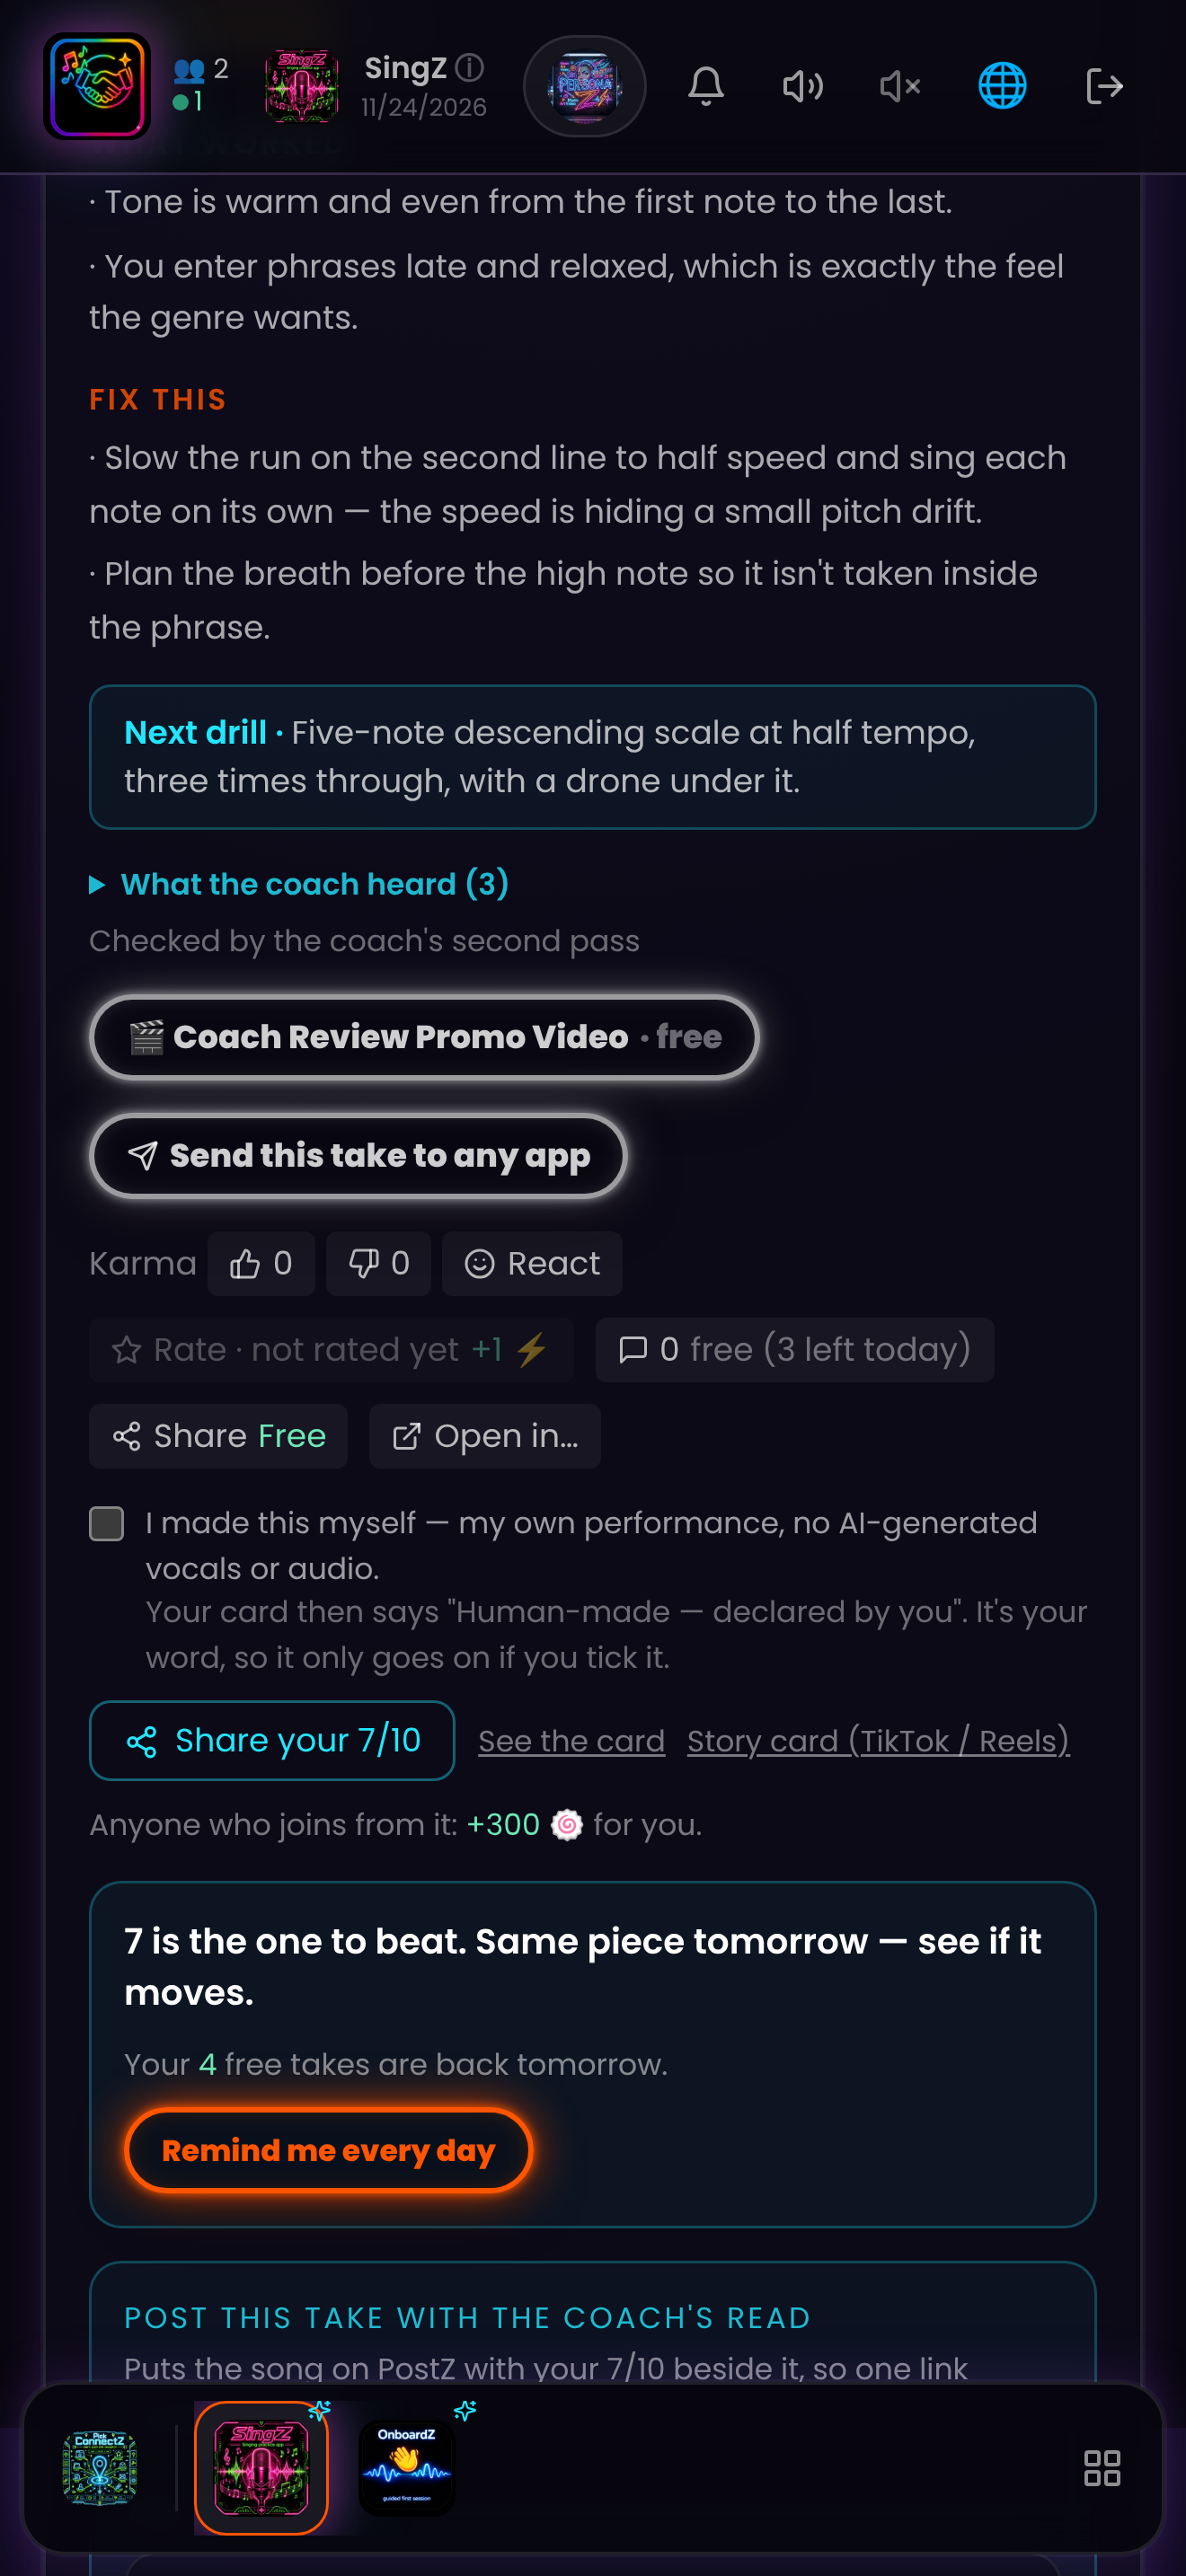 👥 2
1
SingZ ⓘ
11/24/2026
SingZ
PERSONA
· Tone is warm and even from the first note to the last.
· You enter phrases late and relaxed, which is exactly the feel
the genre wants.
FIX THIS
· Slow the run on the second line to half speed and sing each
note on its own — the speed is hiding a small pitch drift.
· Plan the breath before the high note so it isn't taken inside
the phrase.
Next drill · Five-note descending scale at half tempo,
three times through, with a drone under it.
▶ What the coach heard (3)
Checked by the coach's second pass
🎬 Coach Review Promo Video · free
Send this take to any app
Karma 0 0 React
Rate · not rated yet +1 ⚡ 0 free (3 left today)
Share Free Open in...
I made this myself — my own performance, no AI-generated
vocals or audio.
Your card then says "Human-made — declared by you". It's your
word, so it only goes on if you tick it.
Share your 7/10 See the card Story card (TikTok / Reels)
Anyone who joins from it: +300 🍥 for you.
7 is the one to beat. Same piece tomorrow — see if it
moves.
Your 4 free takes are back tomorrow.
Remind me every day
POST THIS TAKE WITH THE COACH'S READ
Puts the song on PostZ with your 7/10 beside it, so one link
Pick
ConnectZ
SingZ
OnboardZ
guided first session